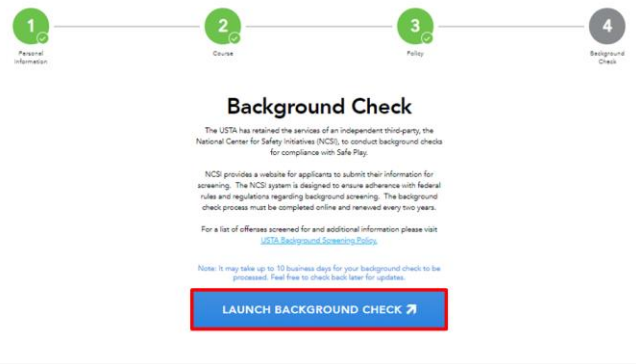 1
2
3
4
Personal
Information
Course
Policy
Background
Check
Background Check
The USTA has retained the services of an independent third-party, the
National Center for Safety Initiatives (NCSI), to conduct background checks
for compliance with Safe Play.
NCSI provides a website for applicants to submit their information for
screening. The NCSI system is designed to ensure adherence with federal
rules and regulations regarding background screening. The background
check process must be completed online and renewed every two years.
For a list of offenses screened for and additional information please visit
USTA Background Screening Policy.
Note: It may take up to 10 business days for your background check to be
processed. Feel free to check back later for updates.
LAUNCH BACKGROUND CHECK